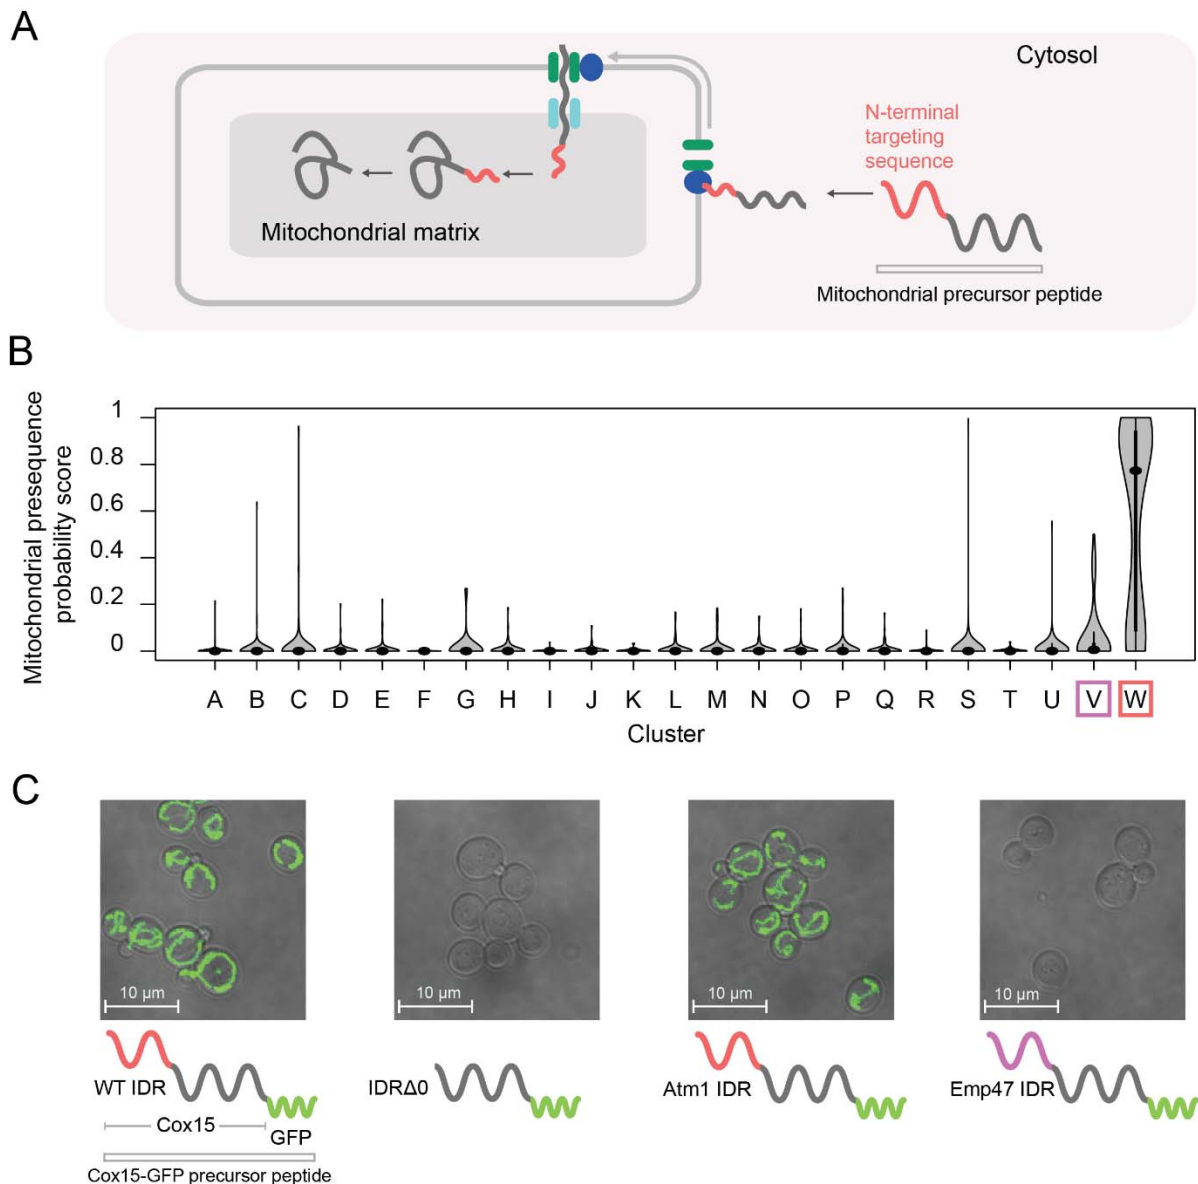 A
Cytosol
N-terminal
targeting
sequence
Mitochondrial matrix
Mitochondrial precursor peptide
B
Mitochondrial presequence
probability score
1
0.8
0.6
0.4
0.2
0
A B C D E F G H I J K L M N O P Q R S T U V W
Cluster
C
10 µm
10 µm
10 µm
10 µm
WT IDR
IDRΔ0
Atm1 IDR
Emp47 IDR
Cox15
GFP
Cox15-GFP precursor peptide